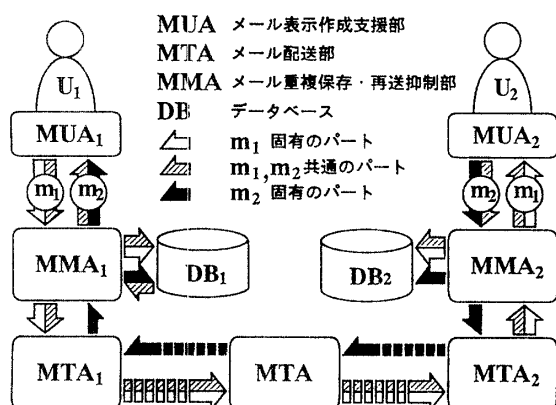 MUA メール表示作成支援部
MTA メール配送部
MMA メール重複保存・再送抑制部
DB データベース
m₁ 固有のパート
m₁,m₂ 共通のパート
m₂ 固有のパート
U₁
U₂
MUA₁
MUA₂
m₁
m₂
m₂
m₁
MMA₁
DB₁
DB₂
MMA₂
MTA₁
MTA
MTA₂